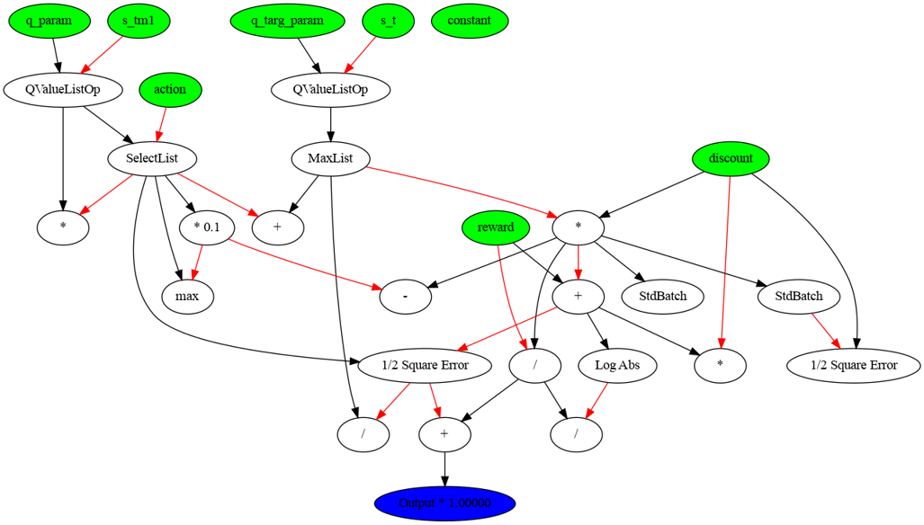 q_param
s_tm1
q_targ_param
s_t
constant
QValueListOp
action
QValueListOp
SelectList
MaxList
discount
*
* 0.1
+
reward
*
max
-
+
StdBatch
StdBatch
1/2 Square Error
/
Log Abs
*
1/2 Square Error
/
+
/
Output * 1.00000